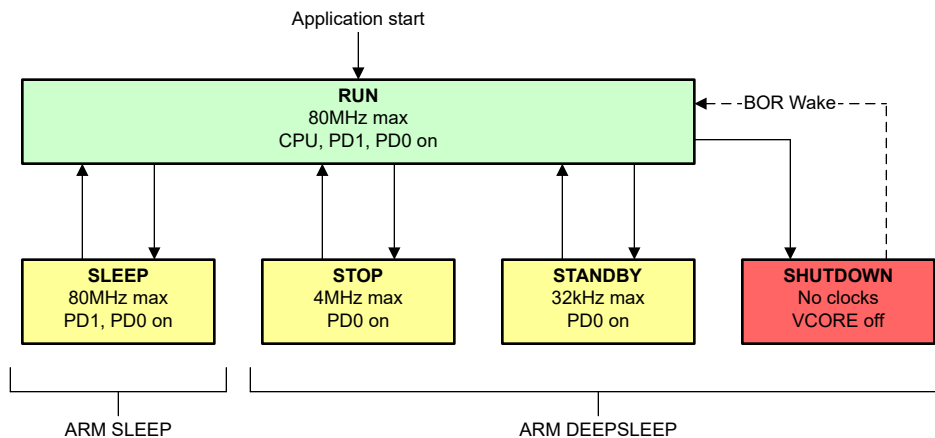 Application start
RUN
80MHz max
CPU, PD1, PD0 on
BOR Wake
SLEEP
80MHz max
PD1, PD0 on
STOP
4MHz max
PD0 on
STANDBY
32kHz max
PD0 on
SHUTDOWN
No clocks
VCORE off
ARM SLEEP
ARM DEEPSLEEP